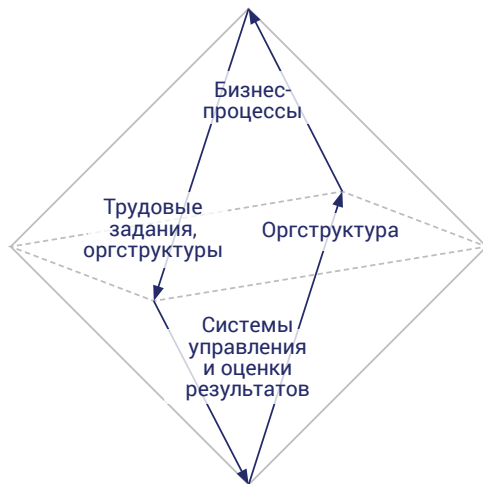 Бизнес-
процессы
Трудовые
задания,
оргструктуры
Оргструктура
Системы
управления
и оценки
результатов